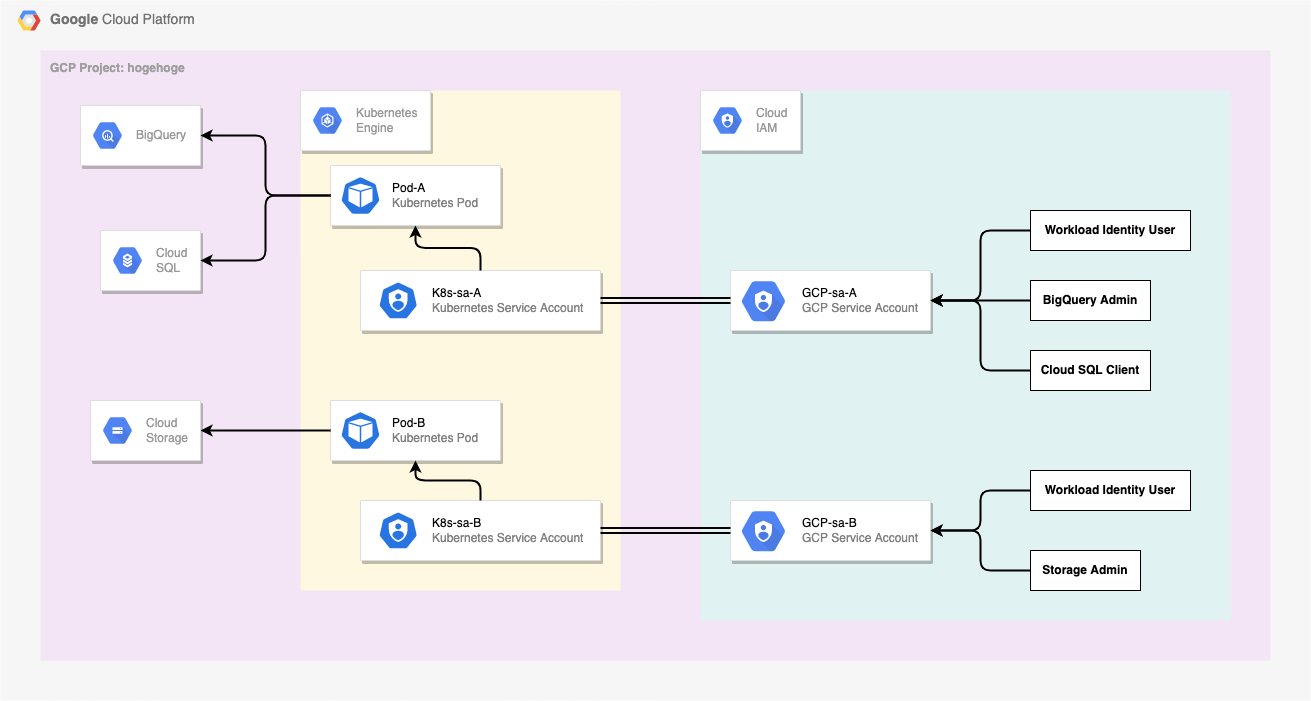 Google Cloud Platform
GCP Project: hogehoge
BigQuery
Cloud
SQL
Cloud
Storage
Kubernetes
Engine
Pod-A
Kubernetes Pod
K8s-sa-A
Kubernetes Service Account
Pod-B
Kubernetes Pod
K8s-sa-B
Kubernetes Service Account
Cloud
IAM
GCP-sa-A
GCP Service Account
Workload Identity User
BigQuery Admin
Cloud SQL Client
GCP-sa-B
GCP Service Account
Workload Identity User
Storage Admin